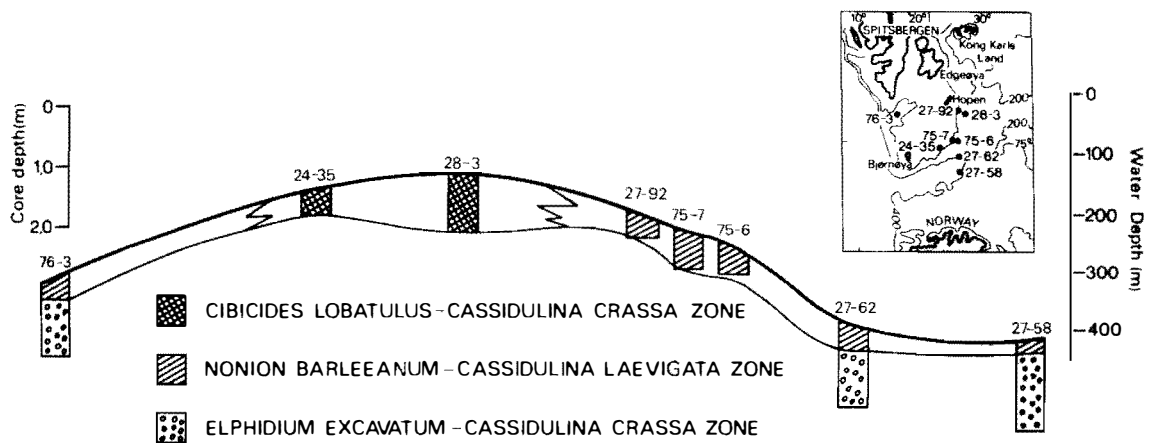 Core depth(m)
0
1.0
2.0
76-3
24-35
28-3
27-92
75-7
75-6
27-62
27-58
0
-100
-200
-300
-400
Water Depth (m)
CIBICIDES LOBATULUS-CASSIDULINA CRASSA ZONE
NONION BARLEEANUM-CASSIDULINA LAEVIGATA ZONE
ELPHIDIUM EXCAVATUM-CASSIDULINA CRASSA ZONE
10°
20°
30°
SPITSBERGEN
Kong Karls
Land
Edgeøya
Hopen
200
76-3
27-92
28-3
200
75-7
75-6
75°
24-35
27-62
Bjørnøya
27-58
400
NORWAY